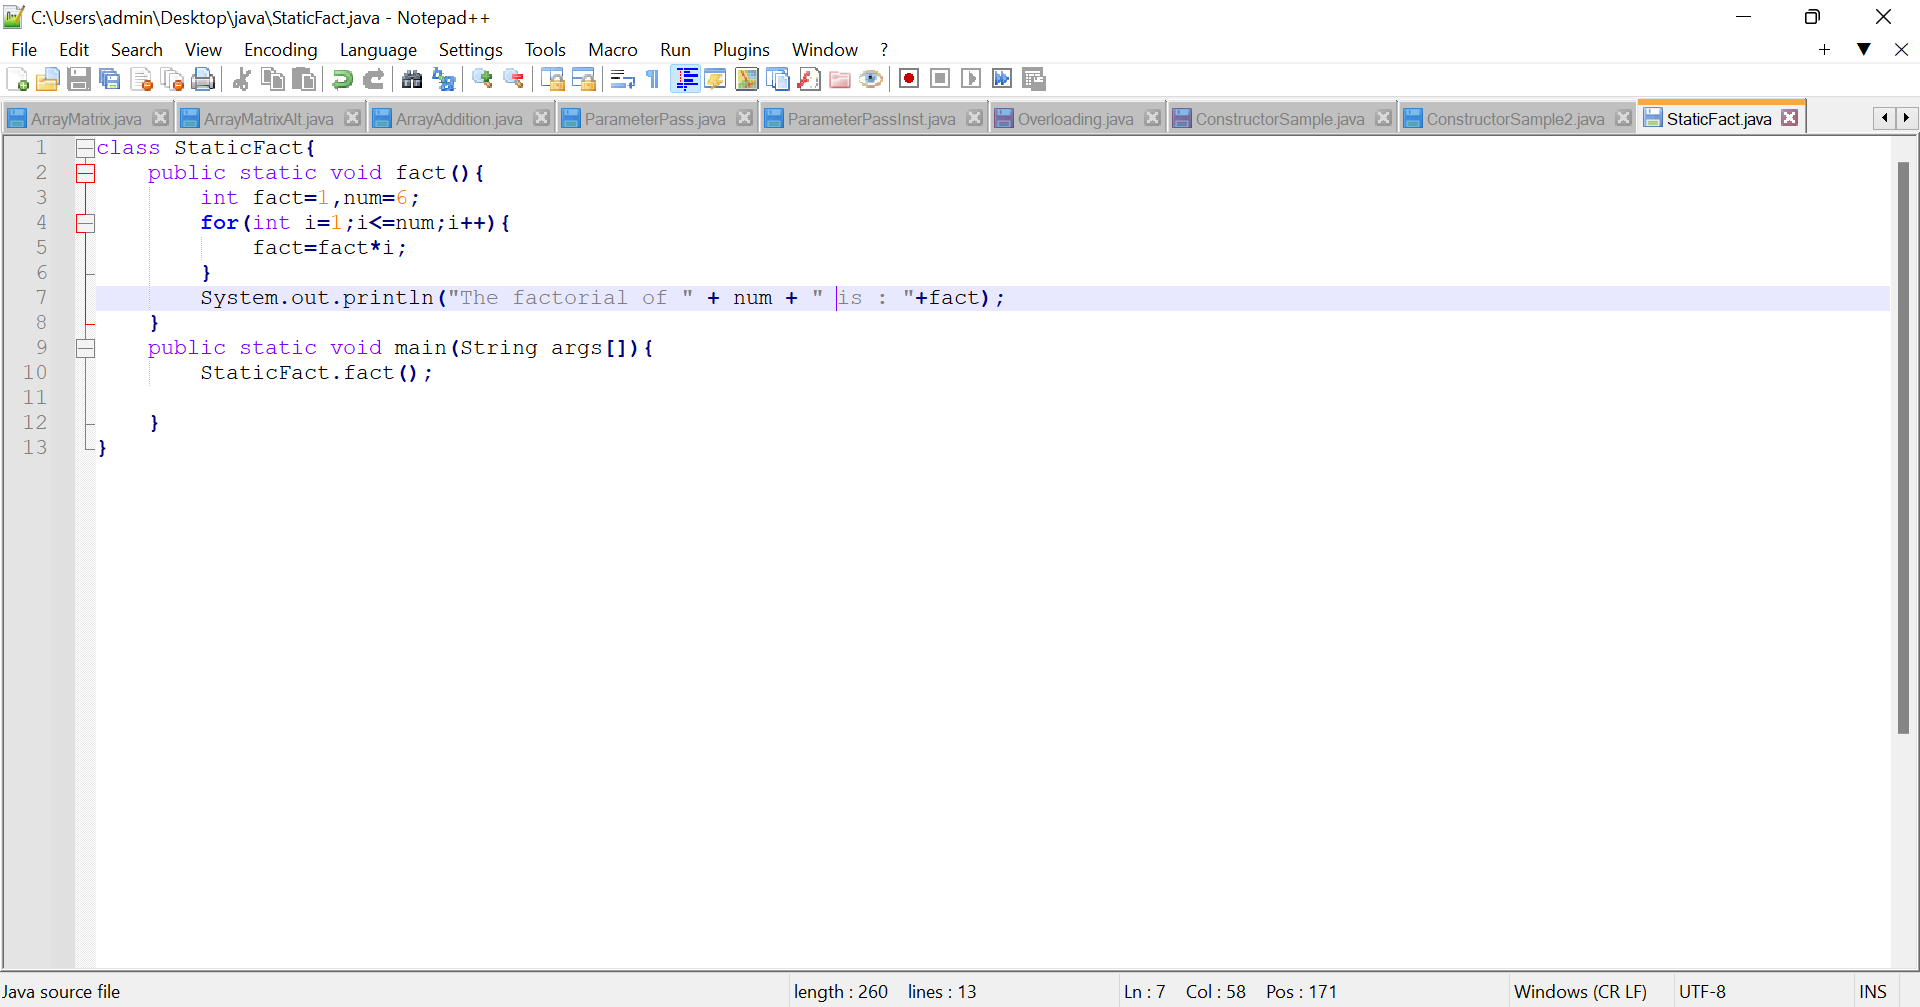 C:\Users\admin\Desktop\java\StaticFact.java - Notepad++
File Edit Search View Encoding Language Settings Tools Macro Run Plugins Window ?
ArrayMatrix.java ArrayMatrixAlt.java ArrayAddition.java ParameterPass.java ParameterPassInst.java Overloading.java ConstructorSample.java ConstructorSample2.java StaticFact.java
1 class StaticFact{
2     public static void fact(){
3         int fact=1,num=6;
4         for(int i=1;i<=num;i++){
5             fact=fact*i;
6         }
7         System.out.println("The factorial of " + num + " is : "+fact);
8     }
9     public static void main(String args[]){
10         StaticFact.fact();
11
12     }
13 }
Java source file length : 260 lines : 13 Ln : 7 Col : 58 Pos : 171 Windows (CR LF) UTF-8 INS